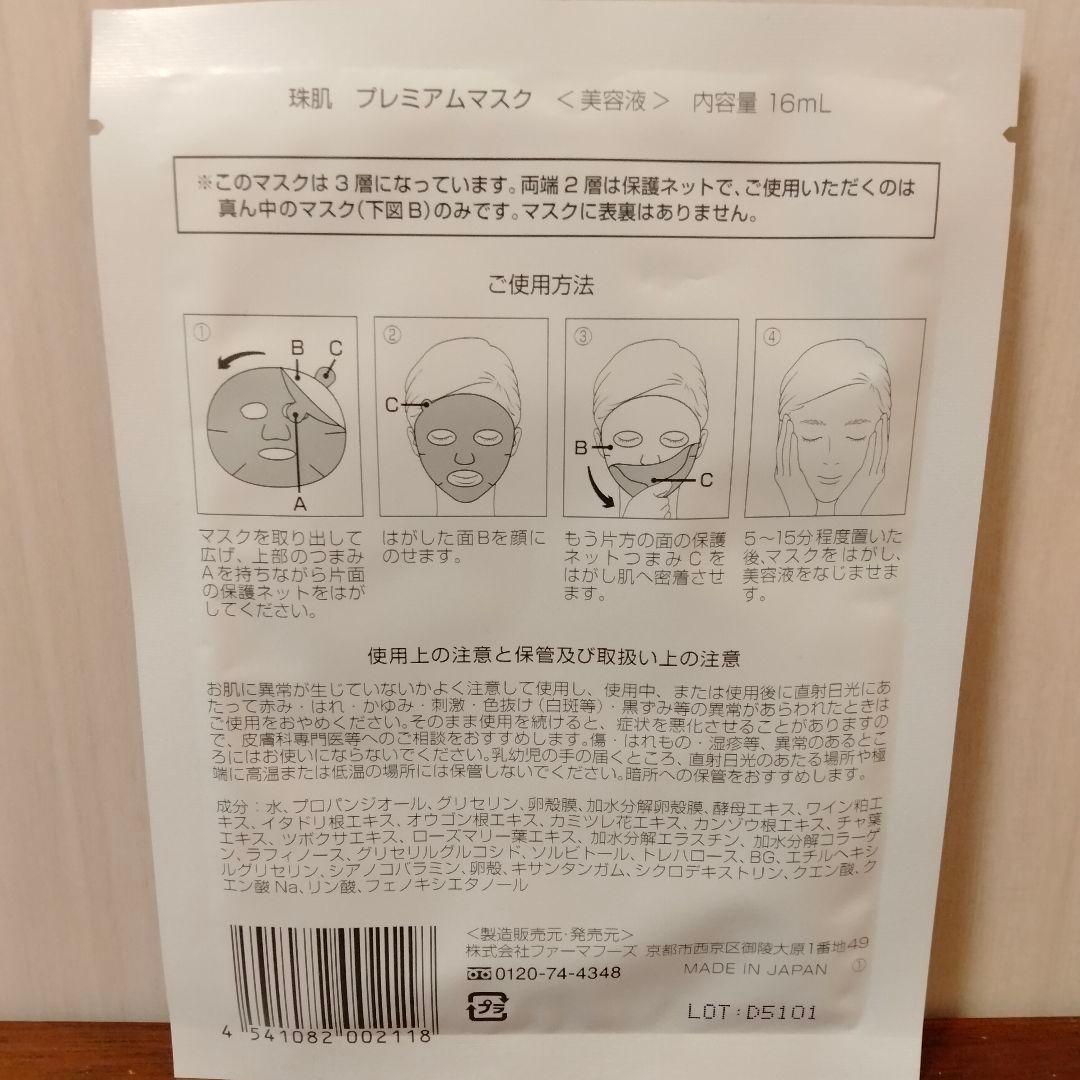 珠肌 プレミアムマスク <美容液> 内容量 16mL
※このマスクは3層になっています。両端2層は保護ネットで、ご使用いただくのは
真ん中のマスク(下図B)のみです。マスクに表裏はありません。
ご使用方法
①
B
C
A
マスクを取り出して
広げ、上部のつまみ
Aを持ちながら片面
の保護ネットをはが
してください。
②
C
はがした面Bを顔に
のせます。
③
B
C
もう片方の面の保護
ネットつまみCを
はがし肌へ密着させ
ます。
④
5〜15分程度置いた
後、マスクをはがし、
美容液をなじませま
す。
使用上の注意と保管及び取扱い上の注意
お肌に異常が生じていないかよく注意して使用し、使用中、または使用後に直射日光にあ
たって赤み・はれ・かゆみ・刺激・色抜け(白斑等)・黒ずみ等の異常があらわれたときは
ご使用をおやめください。そのまま使用を続けると、症状を悪化させることがありますの
で、皮膚科専門医等へのご相談をおすすめします。傷・はれもの・湿疹等、異常のあるとこ
ろにはお使いにならないでください。乳幼児の手の届くところ、直射日光のあたる場所や極
端に高温または低温の場所には保管しないでください。暗所への保管をおすすめします。
成分:水、プロパンジオール、グリセリン、卵殻膜、加水分解卵殻膜、酵母エキス、ワイン粕エ
キス、イタドリ根エキス、オウゴン根エキス、カミツレ花エキス、カンゾウ根エキス、チャ葉
エキス、ツボクサエキス、ローズマリー葉エキス、加水分解エラスチン、加水分解コラーゲ
ン、ラフィノース、グリセリルグルコシド、ソルビトール、トレハロース、BG、エチルヘキシ
ルグリセリン、シアノコバラミン、卵殻、キサンタンガム、シクロデキストリン、クエン酸、ク
エン酸Na、リン酸、フェノキシエタノール
<製造販売元・発売元>
株式会社ファーマフーズ 京都市西京区御陵大原1番地49
0120-74-4348 MADE IN JAPAN ①
プラ
LOT:D5101
4 541082 002118